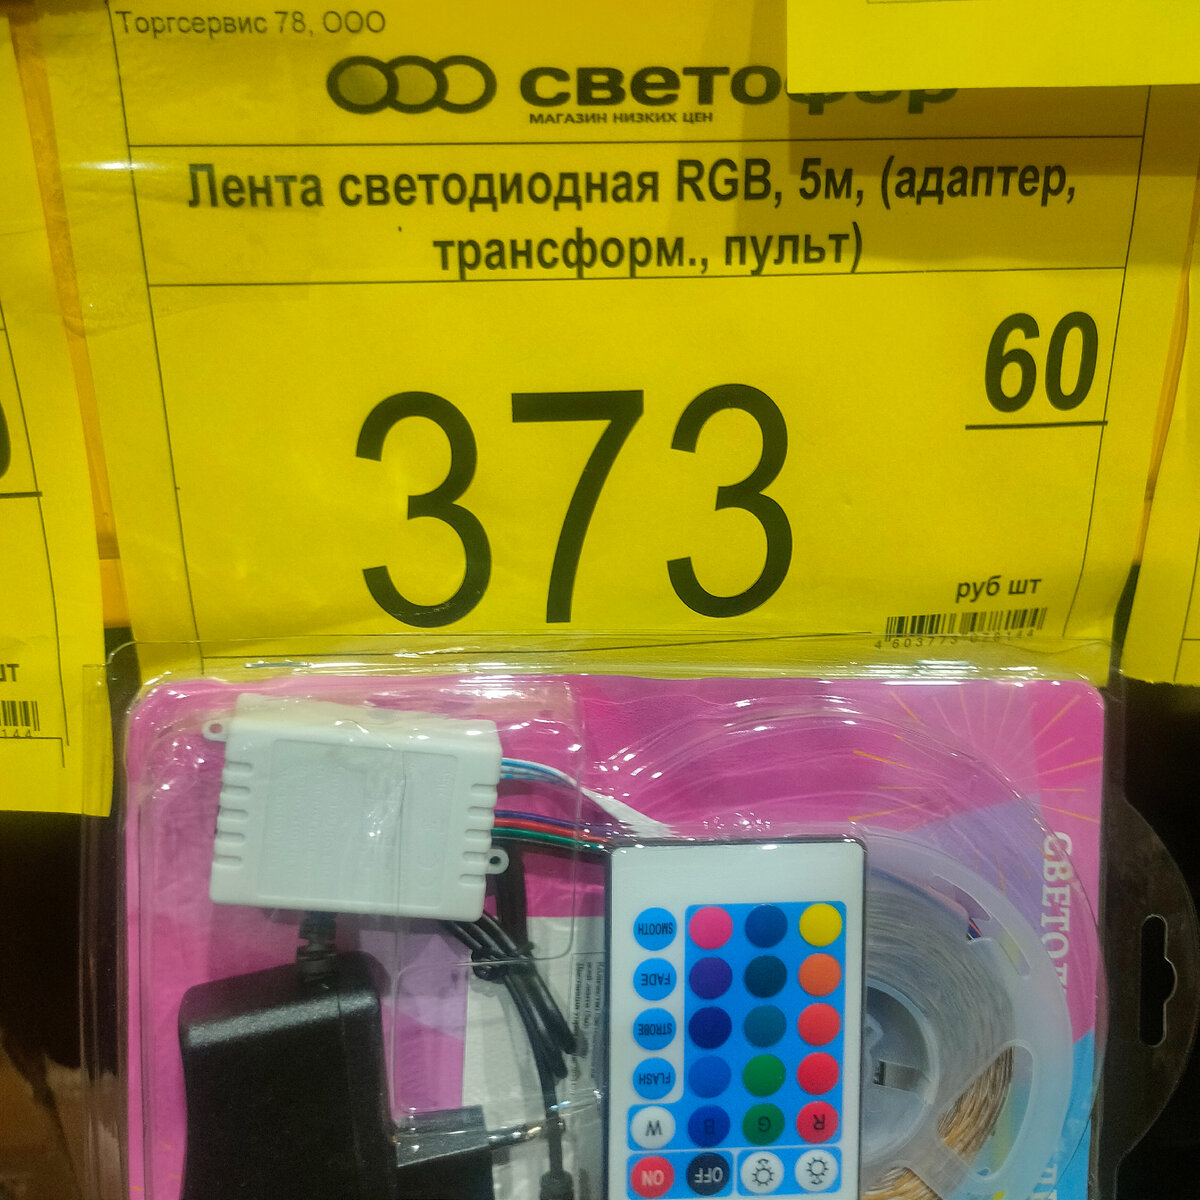 Торгсервис 78, ООО
светофор
МАГАЗИН НИЗКИХ ЦЕН
Лента светодиодная RGB, 5м, (адаптер,
трансформ., пульт)
373
60
руб шт
144
SMOOTH
FADE
STROBE
FLASH
W B G R
ON OFF